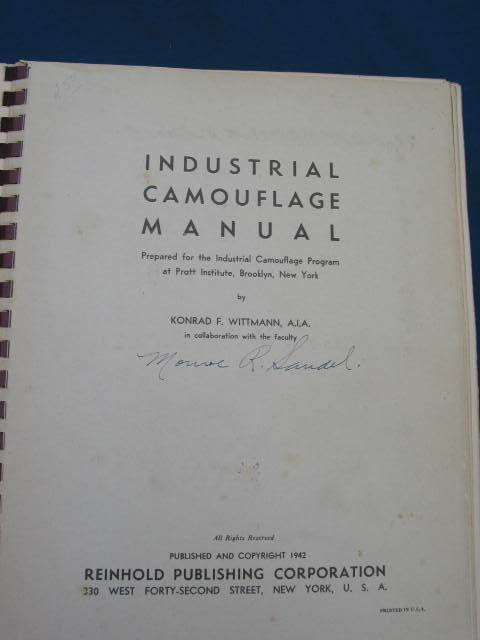 INDUSTRIAL
CAMOUFLAGE
MANUAL
Prepared for the Industrial Camouflage Program
at Pratt Institute, Brooklyn, New York
by
KONRAD F. WITTMANN, A.I.A.
in collaboration with the faculty
Monroe R. Sandel.
All Rights Reserved
PUBLISHED AND COPYRIGHT 1942
REINHOLD PUBLISHING CORPORATION
330 WEST FORTY-SECOND STREET, NEW YORK, U. S. A.
PRINTED IN U.S.A.